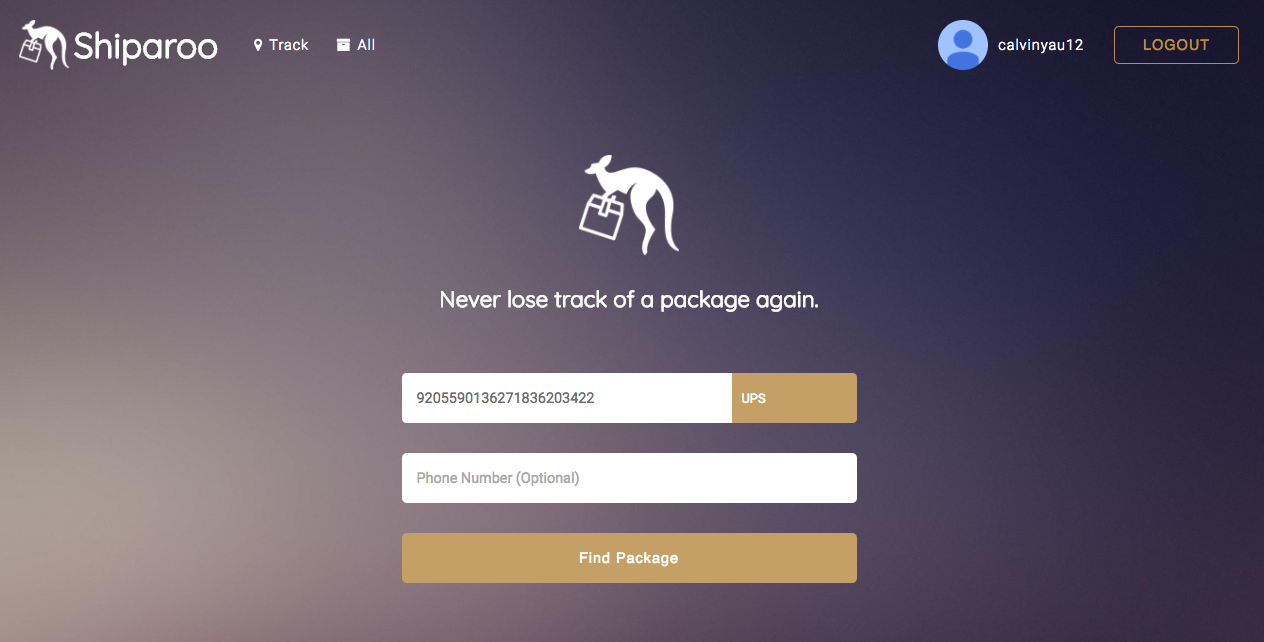 Shiparoo
Track
All
calvinyau12
LOGOUT
Never lose track of a package again.
9205590136271836203422
UPS
Phone Number (Optional)
Find Package